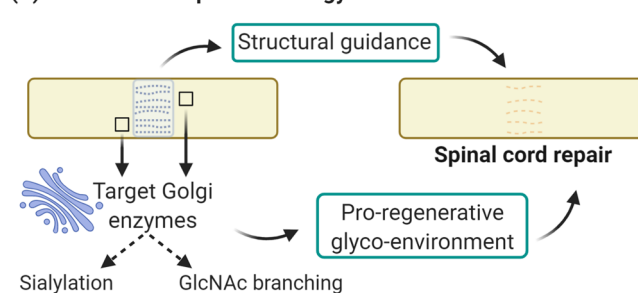 Structural guidance
Spinal cord repair
Target Golgi
enzymes
Pro-regenerative
glyco-environment
Sialylation
GlcNAc branching